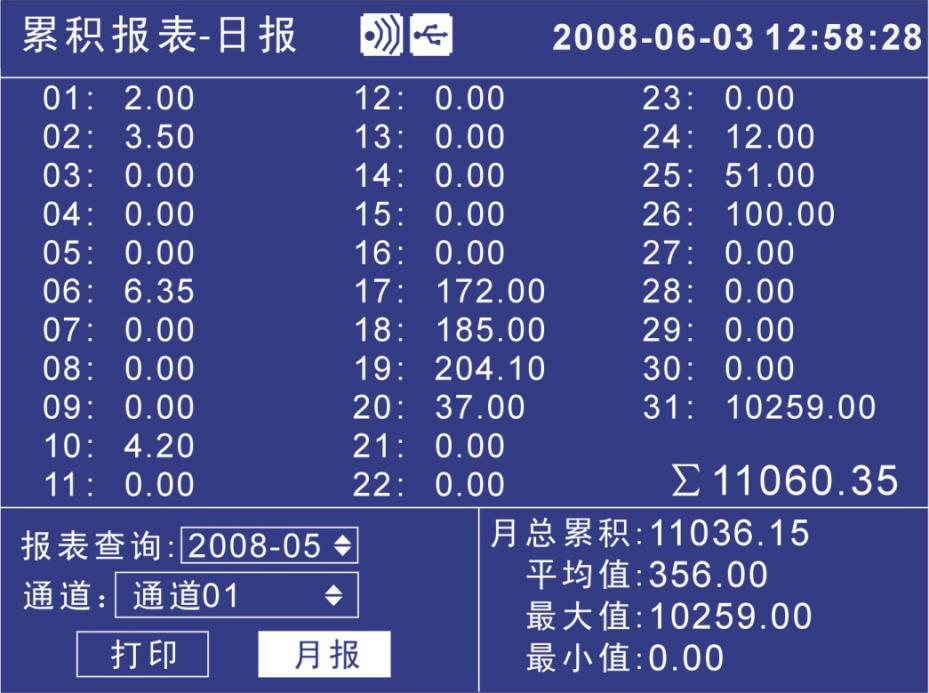 累积报表-日报 2008-06-03 12:58:28
01: 2.00 12: 0.00 23: 0.00
02: 3.50 13: 0.00 24: 12.00
03: 0.00 14: 0.00 25: 51.00
04: 0.00 15: 0.00 26: 100.00
05: 0.00 16: 0.00 27: 0.00
06: 6.35 17: 172.00 28: 0.00
07: 0.00 18: 185.00 29: 0.00
08: 0.00 19: 204.10 30: 0.00
09: 0.00 20: 37.00 31: 10259.00
10: 4.20 21: 0.00
11: 0.00 22: 0.00 ∑11060.35
报表查询:2008-05
通道：通道01
打印 月报
月总累积:11036.15
平均值:356.00
最大值:10259.00
最小值:0.00